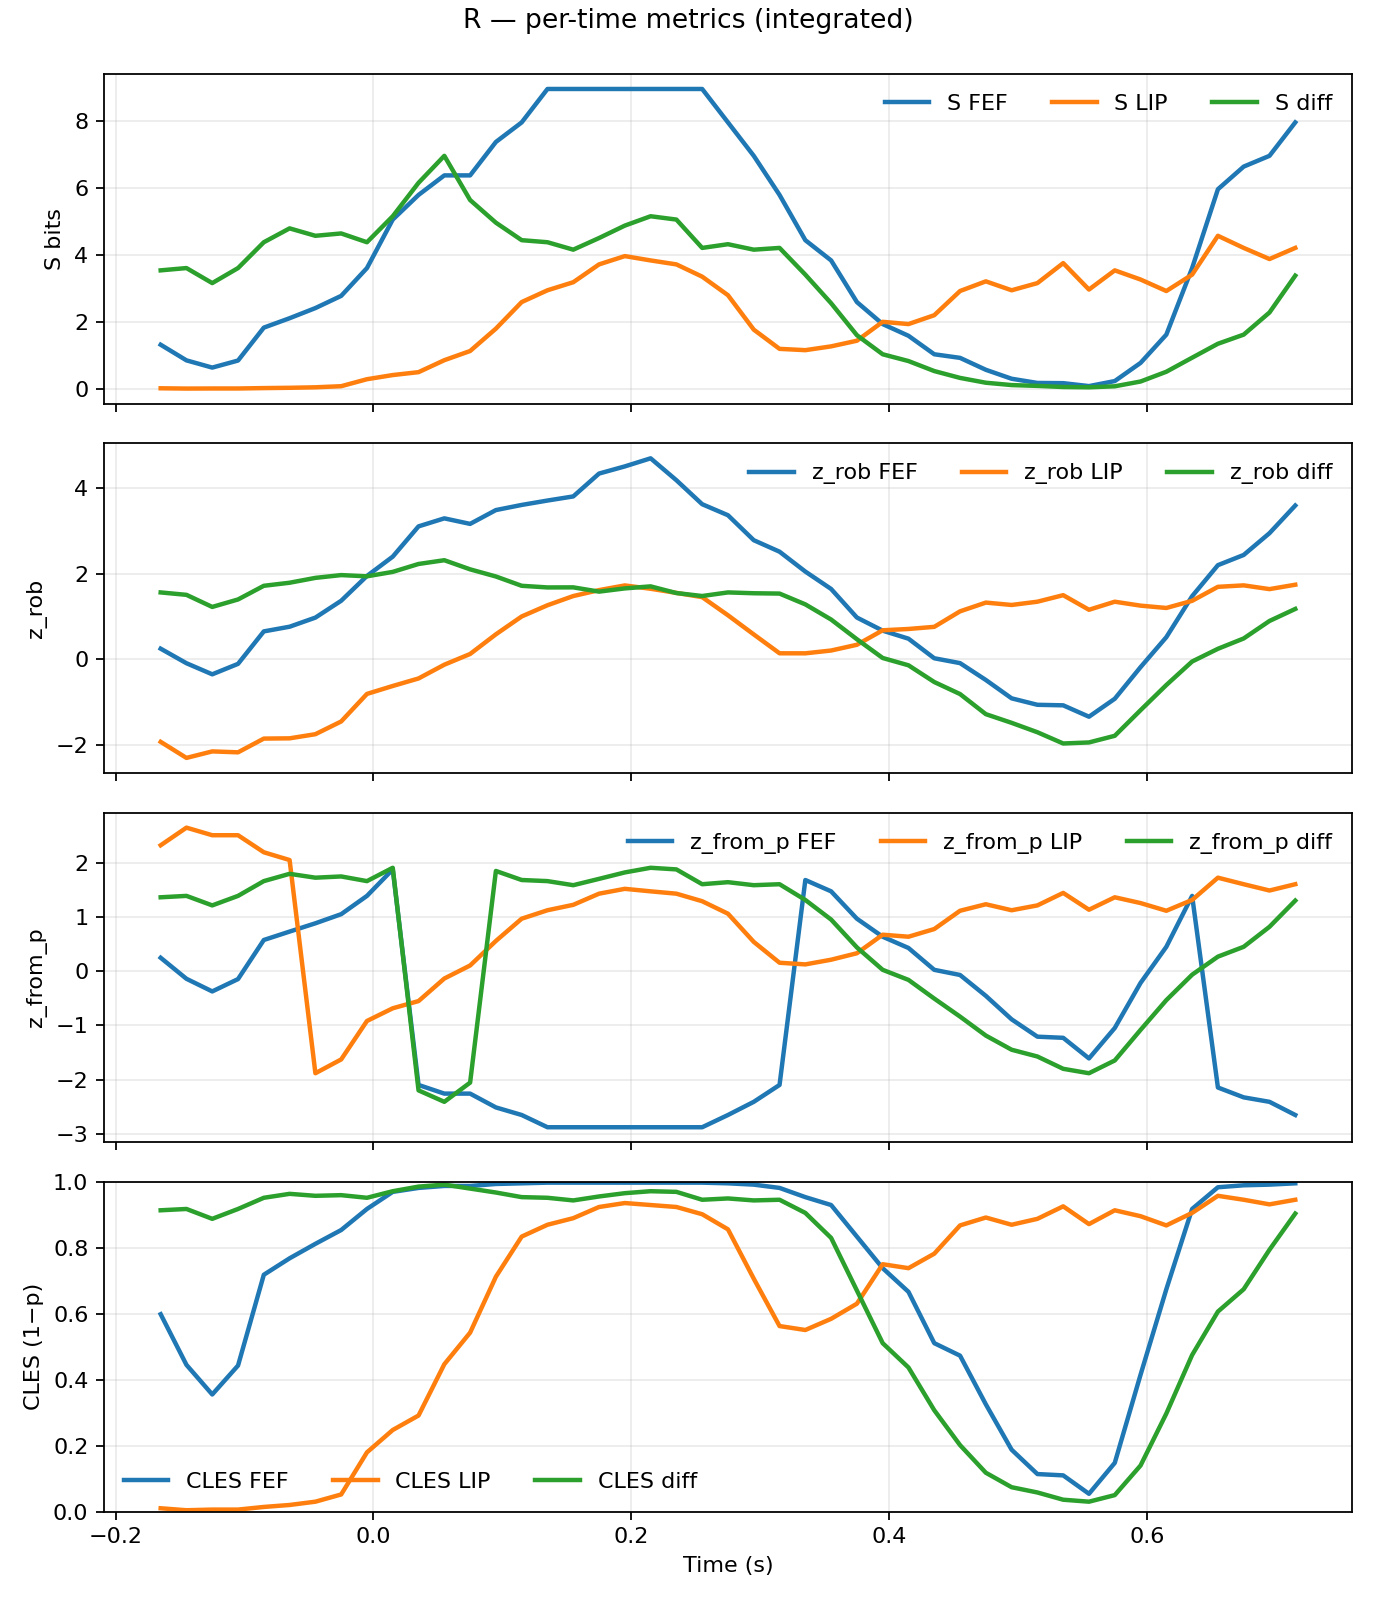 R — per-time metrics (integrated)
S FEF S LIP S diff
8
6
4
2
0
S bits
z_rob FEF z_rob LIP z_rob diff
4
2
0
−2
z_rob
z_from_p FEF z_from_p LIP z_from_p diff
2
1
0
−1
−2
−3
z_from_p
1.0
0.8
0.6
0.4
0.2
0.0
CLES (1−p)
CLES FEF CLES LIP CLES diff
−0.2 0.0 0.2 0.4 0.6
Time (s)